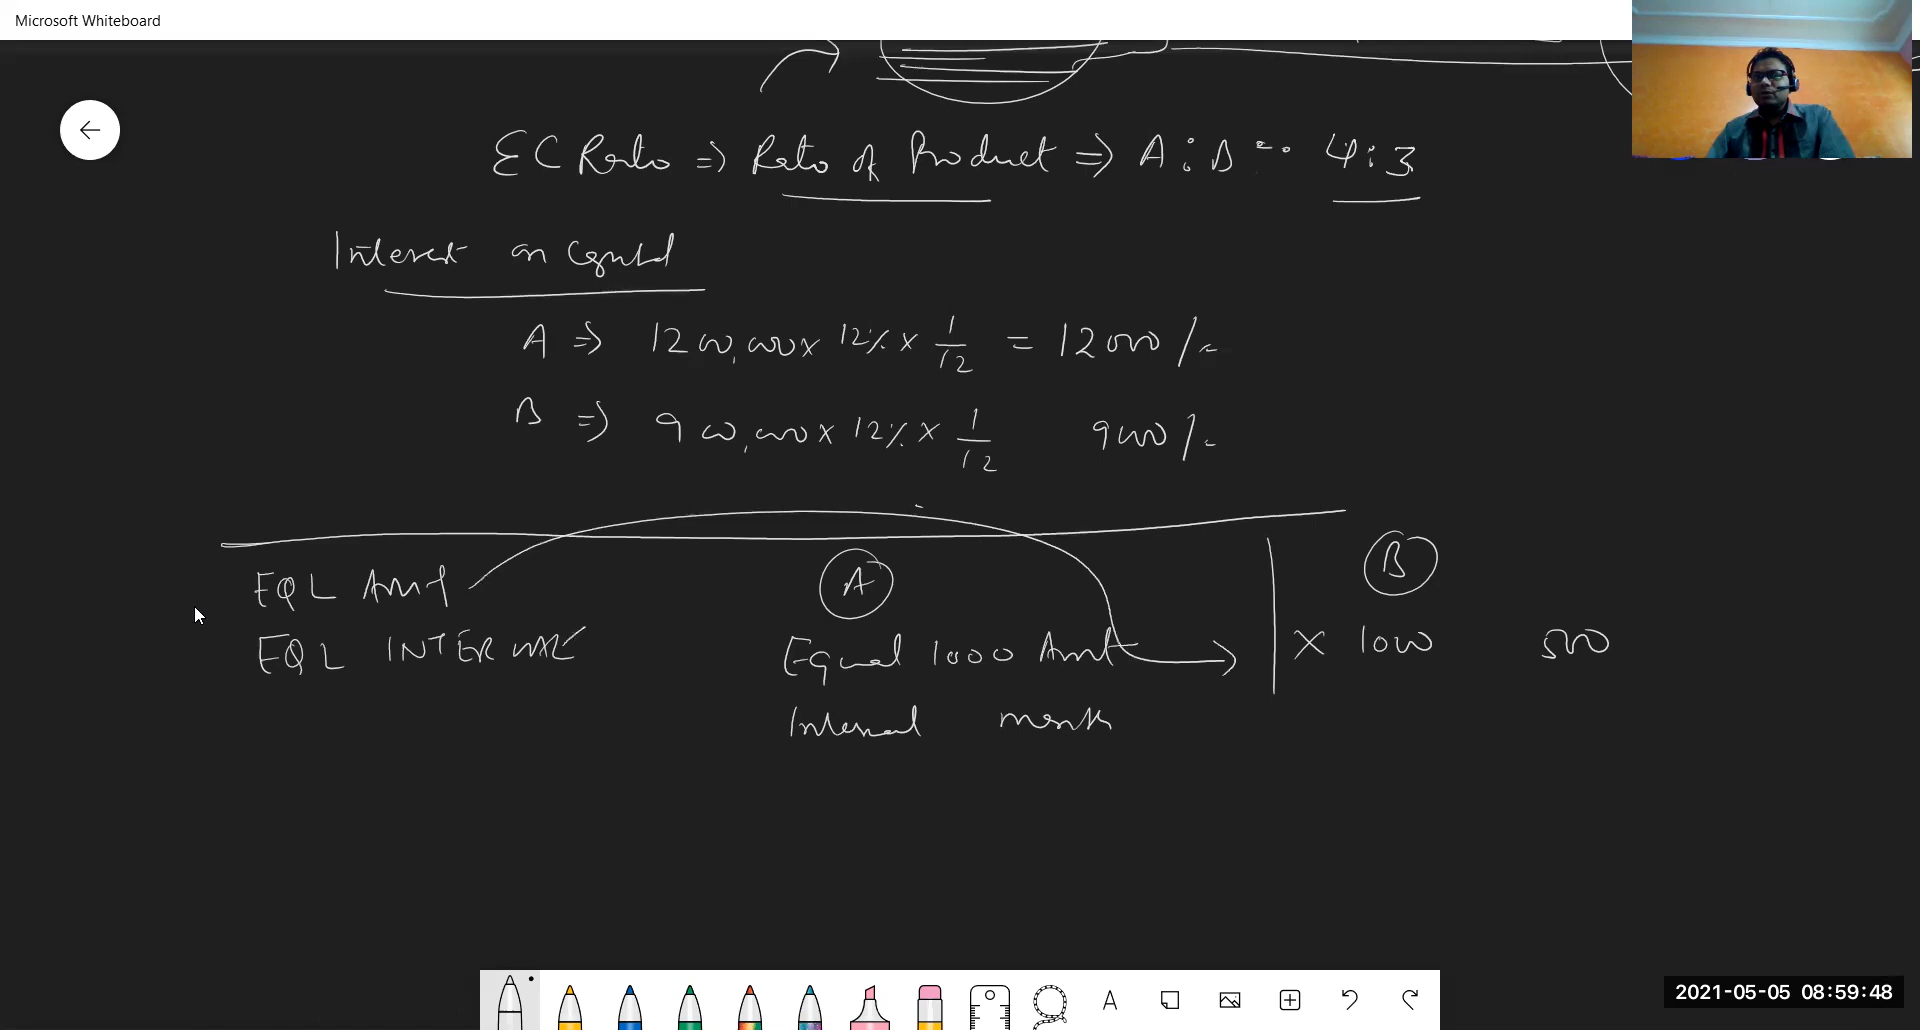 Microsoft Whiteboard
EC Ratio => Ratio of Product => A : B = 4 : 3
Interest on Capital
A => 1200,000 x 12% x 1/12 = 12000/-
B => 900,000 x 12% x 1/12 9000/-
A B
EQL Amt
EQL INTERVAL Equal 1000 Amt x 1000 500
Interval month
A
2021-05-05 08:59:48